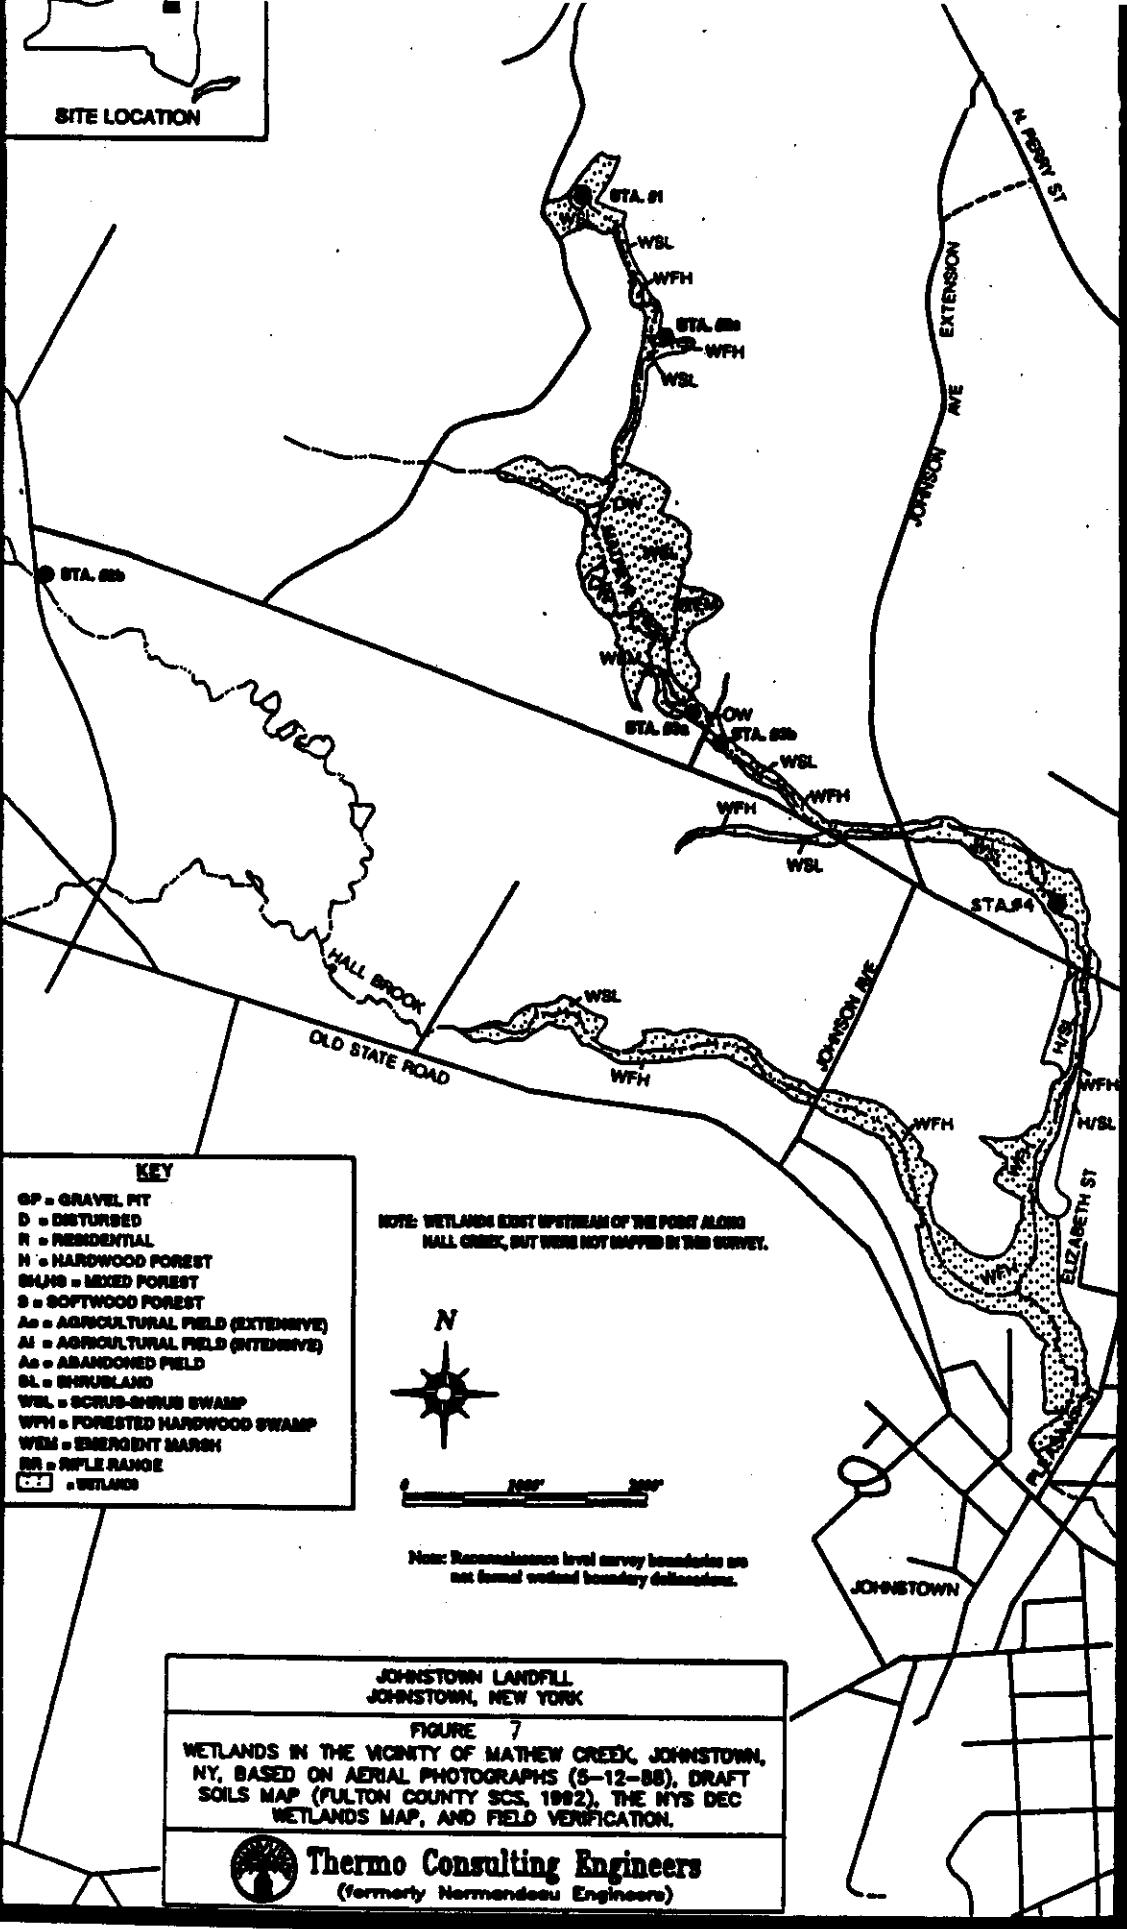 SITE LOCATION
N. PERRY ST
STA. #1
WSL
WSL
WFH
WFH
WSL
JOHNSON AVE EXTENSION
OW
WSL
STA. #2b
WEM
WEM
OW
STA. #3b
WSL
WFH
WFH
WSL
STA.#4
HALL BROOK
OLD STATE ROAD
WSL
WFH
JOHNSON AVE
H/SL
WFH
H/SL
WFH
WFH
ELIZABETH ST
KEY
GP = GRAVEL PIT
D = DISTURBED
R = RESIDENTIAL
H = HARDWOOD FOREST
SH,HS = MIXED FOREST
S = SOFTWOOD FOREST
Ae = AGRICULTURAL FIELD (EXTENSIVE)
Ai = AGRICULTURAL FIELD (INTENSIVE)
Aa = ABANDONED FIELD
SL = SHRUBLAND
WSL = SCRUB-SHRUB SWAMP
WFH = FORESTED HARDWOOD SWAMP
WEM = EMERGENT MARSH
RR = RIFLE RANGE
= WETLANDS
NOTE: WETLANDS EXIST UPSTREAM OF THE POINT ALONG
HALL CREEK, BUT WERE NOT MAPPED IN THIS SURVEY.
N
0 1000' 2000'
Note: Reconnaissance level survey boundaries are
not formal wetland boundary delineations.
JOHNSTOWN
JOHNSTOWN LANDFILL
JOHNSTOWN, NEW YORK
FIGURE 7
WETLANDS IN THE VICINITY OF MATHEW CREEK, JOHNSTOWN,
NY, BASED ON AERIAL PHOTOGRAPHS (5-12-88), DRAFT
SOILS MAP (FULTON COUNTY SCS, 1982), THE NYS DEC
WETLANDS MAP, AND FIELD VERIFICATION.
Thermo Consulting Engineers
(formerly Normandeau Engineers)